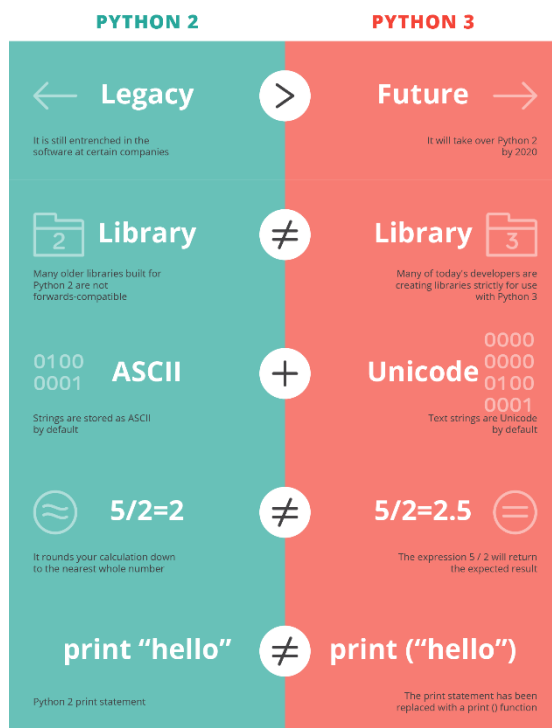 PYTHON 2
PYTHON 3
Legacy
>
Future
It is still entrenched in the
software at certain companies
It will take over Python 2
by 2020
2
Library
≠
Library
3
Many older libraries built for
Python 2 are not
forwards-compatible
Many of today's developers are
creating libraries strictly for use
with Python 3
0100
0001
ASCII
+
Unicode
0000
0000
0100
0001
Strings are stored as ASCII
by default
Text strings are Unicode
by default
≈
5/2=2
≠
5/2=2.5
=
It rounds your calculation down
to the nearest whole number
The expression 5 / 2 will return
the expected result
print “hello”
≠
print (“hello”)
Python 2 print statement
The print statement has been
replaced with a print () function